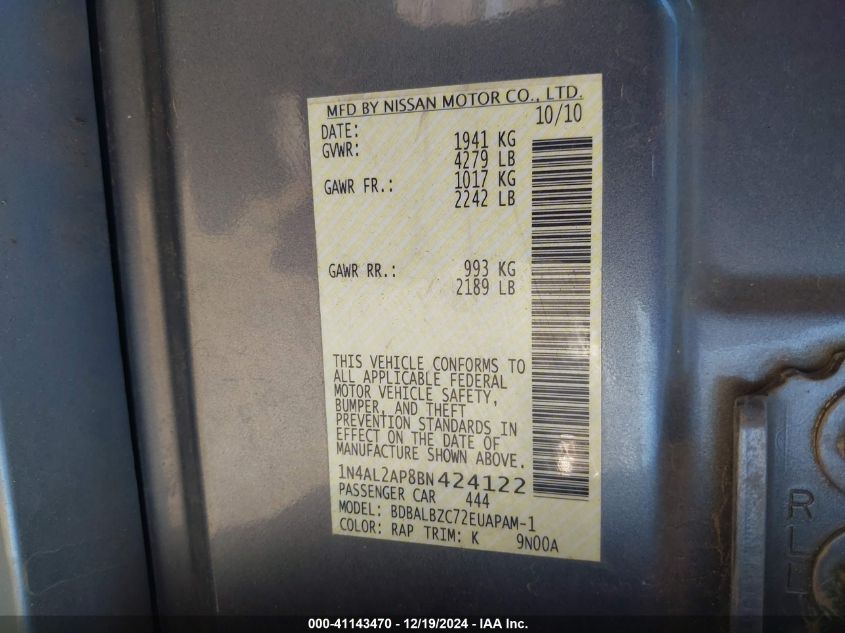 MFD BY NISSAN MOTOR CO., LTD.
DATE: 10/10
GVWR: 1941 KG
4279 LB
GAWR FR.: 1017 KG
2242 LB
GAWR RR.: 993 KG
2189 LB
THIS VEHICLE CONFORMS TO
ALL APPLICABLE FEDERAL
MOTOR VEHICLE SAFETY,
BUMPER, AND THEFT
PREVENTION STANDARDS IN
EFFECT ON THE DATE OF
MANUFACTURE SHOWN ABOVE.
1N4AL2AP8BN424122
PASSENGER CAR 444
MODEL: BDBALBZC72EUAPAM-1
COLOR: RAP TRIM: K 9N00A
000-41143470 - 12/19/2024 - IAA Inc.